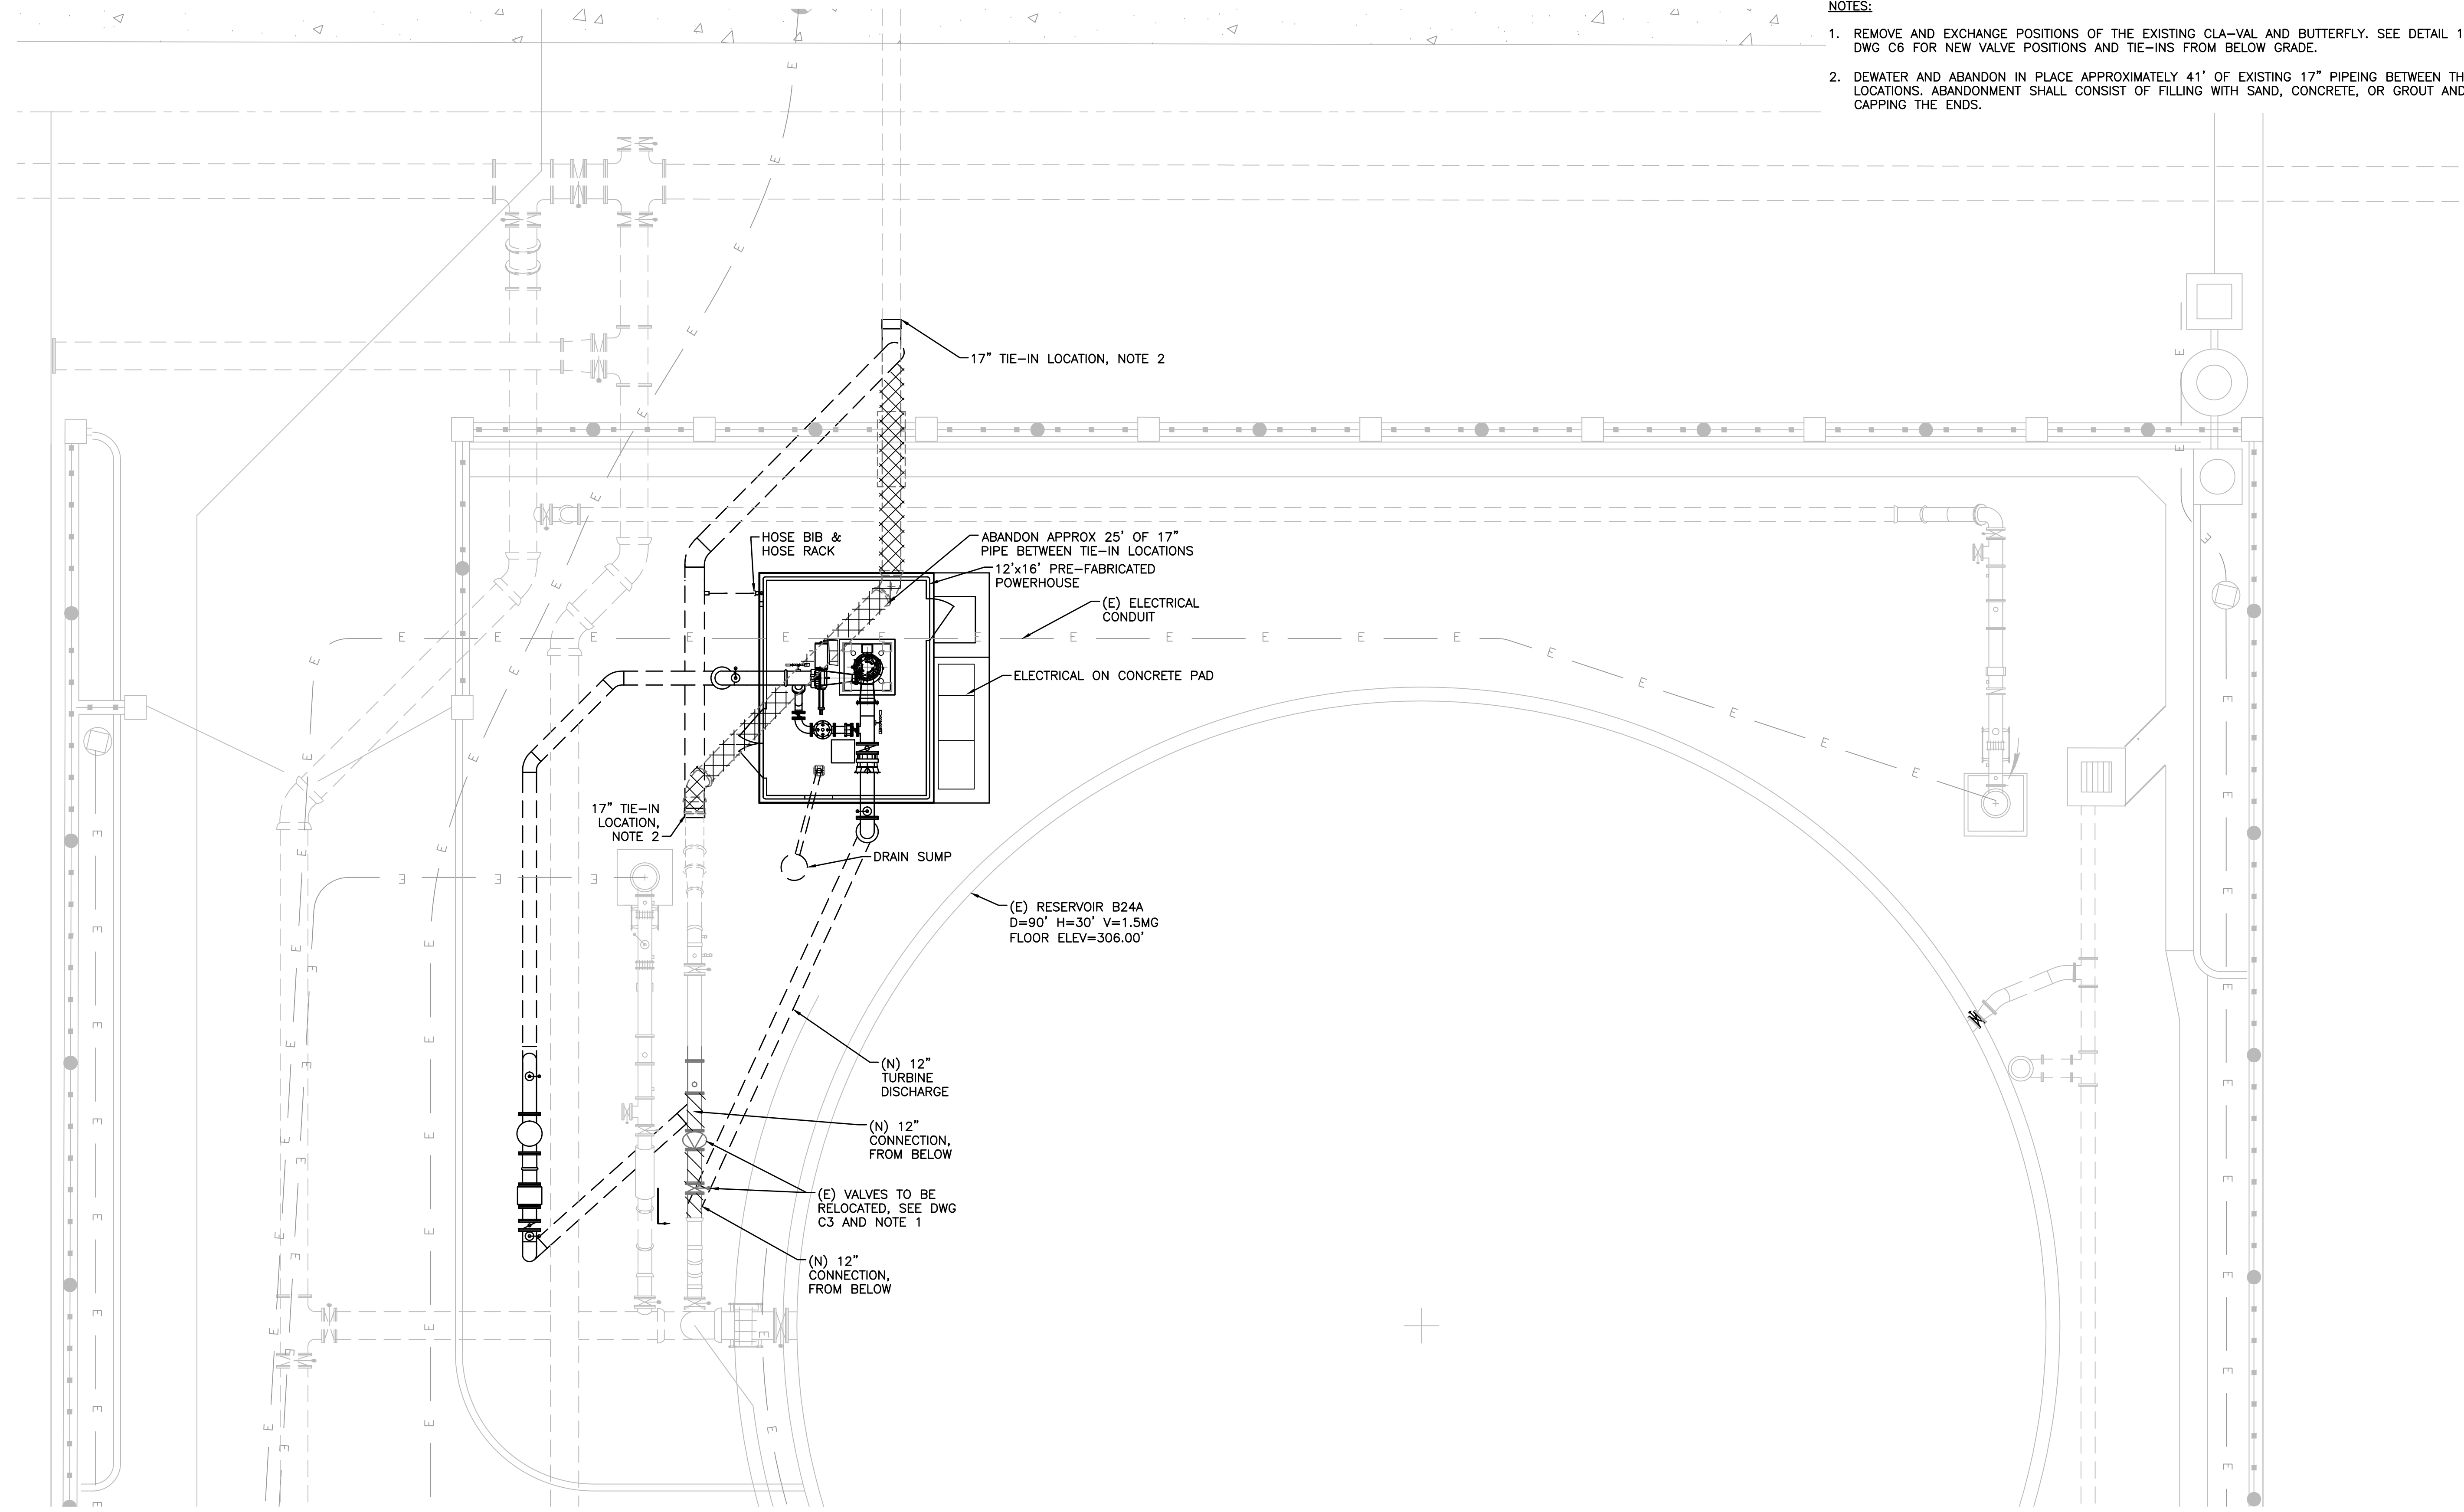 NOTES:
1. REMOVE AND EXCHANGE POSITIONS OF THE EXISTING CLA-VAL AND BUTTERFLY. SEE DETAIL 1
DWG C6 FOR NEW VALVE POSITIONS AND TIE-INS FROM BELOW GRADE.
2. DEWATER AND ABANDON IN PLACE APPROXIMATELY 41' OF EXISTING 17" PIPEING BETWEEN TH
LOCATIONS. ABANDONMENT SHALL CONSIST OF FILLING WITH SAND, CONCRETE, OR GROUT AND
CAPPING THE ENDS.
17" TIE-IN LOCATION, NOTE 2
HOSE BIB &
HOSE RACK
ABANDON APPROX 25' OF 17"
PIPE BETWEEN TIE-IN LOCATIONS
12'x16' PRE-FABRICATED
POWERHOUSE
(E) ELECTRICAL
CONDUIT
ELECTRICAL ON CONCRETE PAD
17" TIE-IN
LOCATION,
NOTE 2
DRAIN SUMP
(E) RESERVOIR B24A
D=90' H=30' V=1.5MG
FLOOR ELEV=306.00'
(N) 12"
TURBINE
DISCHARGE
(N) 12"
CONNECTION,
FROM BELOW
(E) VALVES TO BE
RELOCATED, SEE DWG
C3 AND NOTE 1
(N) 12"
CONNECTION,
FROM BELOW
E E E E E E E E E E E E